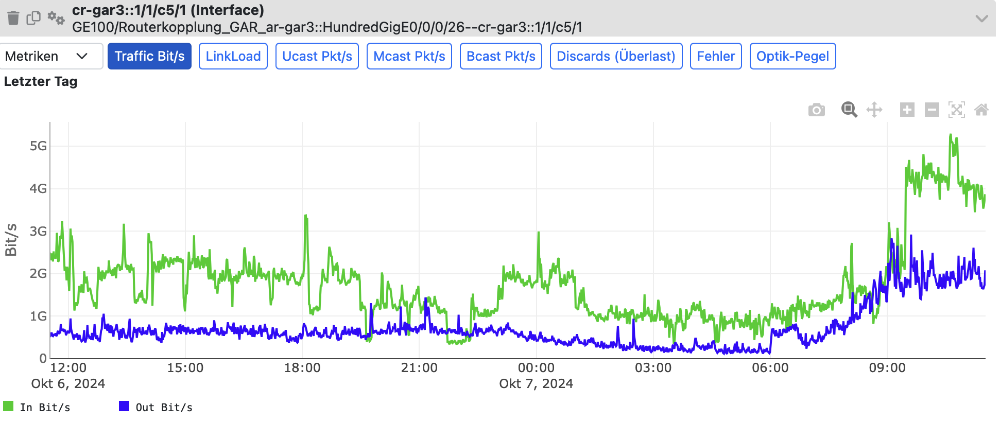 cr-gar3::1/1/c5/1 (Interface)
GE100/Routerkopplung_GAR_ar-gar3::HundredGigE0/0/0/26--cr-gar3::1/1/c5/1
Metriken Traffic Bit/s LinkLoad Ucast Pkt/s Mcast Pkt/s Bcast Pkt/s Discards (Überlast) Fehler Optik-Pegel
Letzter Tag
5G
4G
3G
2G
1G
0
Bit/s
12:00 15:00 18:00 21:00 00:00 03:00 06:00 09:00
Okt 6, 2024 Okt 7, 2024
In Bit/s Out Bit/s